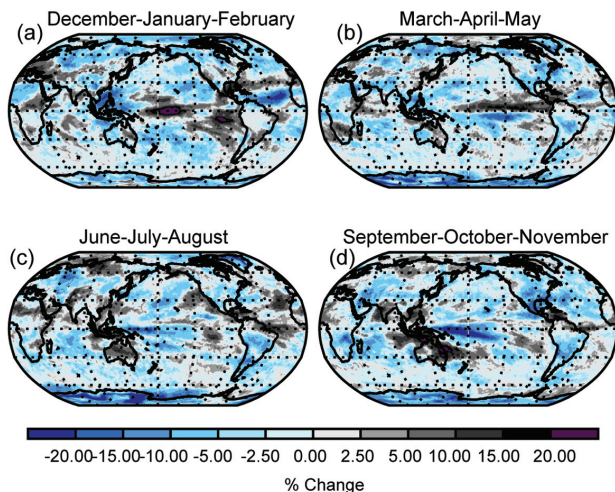 December-January-February
March-April-May
(a)
(b)
June-July-August
September-October-November
(c)
(d)
-20.00 -15.00 -10.00 -5.00 -2.50 0.00 2.50 5.00 10.00 15.00 20.00
% Change